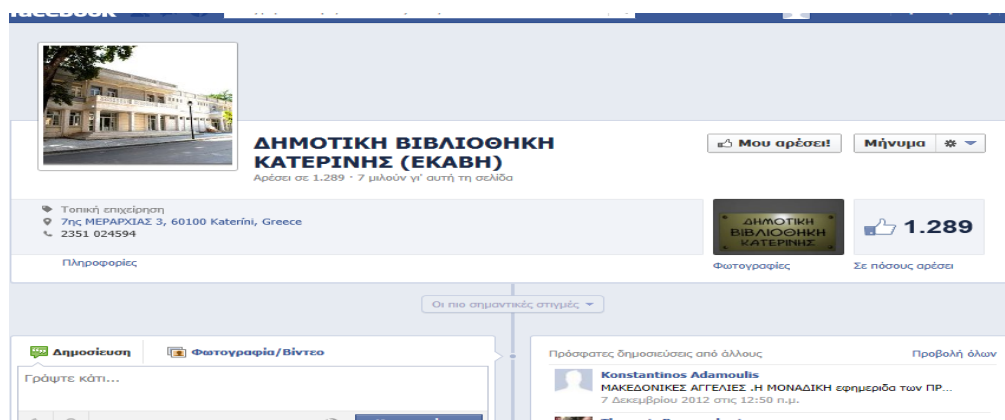 facebook
ΔΗΜΟΤΙΚΗ ΒΙΒΛΙΟΘΗΚΗ
ΚΑΤΕΡΙΝΗΣ (ΕΚΑΒΗ)
Αρέσει σε 1.289 · 7 μιλούν γι' αυτή τη σελίδα
Μου αρέσει!
Μήνυμα
Τοπική επιχείρηση
7ης ΜΕΡΑΡΧΙΑΣ 3, 60100 Kateríni, Greece
2351 024594
Πληροφορίες
ΔΗΜΟΤΙΚΗ
ΒΙΒΛΙΟΘΗΚΗ
ΚΑΤΕΡΙΝΗΣ
Φωτογραφίες
1.289
Σε πόσους αρέσει
Οι πιο σημαντικές στιγμές
Δημοσίευση
Φωτογραφία/Βίντεο
Γράψτε κάτι...
Πρόσφατες δημοσιεύσεις από άλλους
Προβολή όλων
Konstantinos Adamoulis
ΜΑΚΕΔΟΝΙΚΕΣ ΑΓΓΕΛΙΕΣ .Η ΜΟΝΑΔΙΚΗ εφημεριδα των ΠΡ...
7 Δεκεμβρίου 2012 στις 12:50 π.μ.